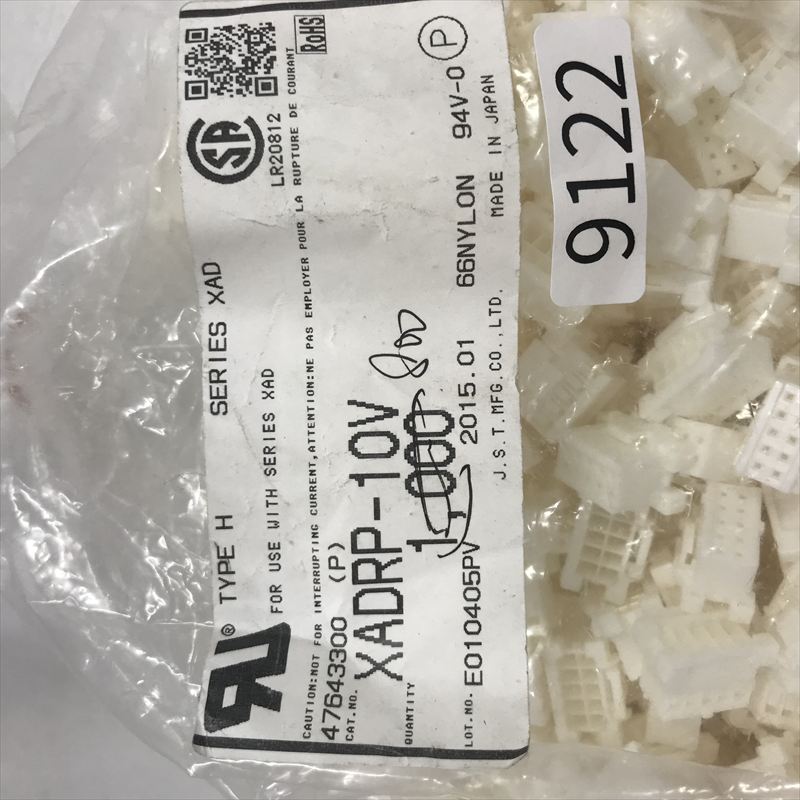 TYPE H SERIES XAD
LR20812
RoHS
FOR USE WITH SERIES XAD
CAUTION:NOT FOR INTERRUPTING CURRENT,ATTENTION:NE PAS EMPLOYER POUR LA RUPTURE DE COURANT
47643300 (P)
CAT.NO. XADRP-10V
QUANTITY 1,000 800 P
LOT.NO. E010405PV 2015.01 66NYLON 94V-0
J.S.T.MFG.CO.,LTD. MADE IN JAPAN
9122